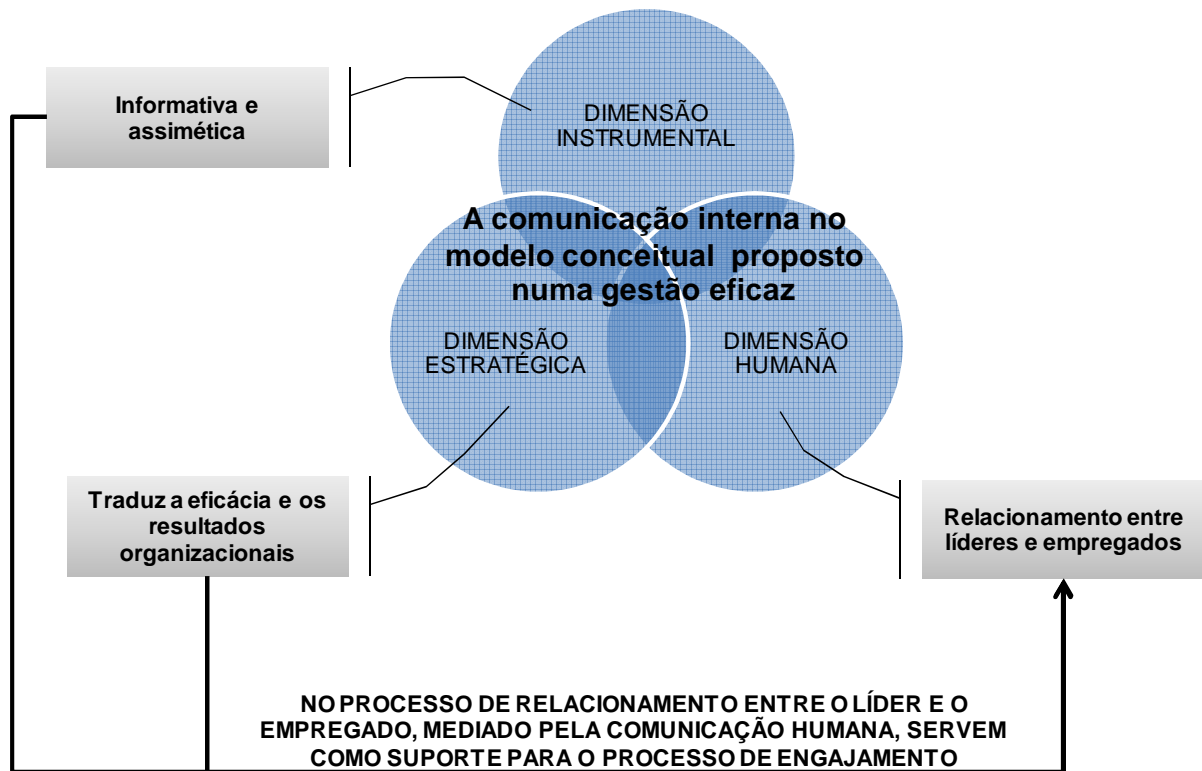 Informativa e
assimética
DIMENSÃO
INSTRUMENTAL
A comunicação interna no
modelo conceitual proposto
numa gestão eficaz
DIMENSÃO
ESTRATÉGICA
DIMENSÃO
HUMANA
Traduz a eficácia e os
resultados
organizacionais
Relacionamento entre
líderes e empregados
NO PROCESSO DE RELACIONAMENTO ENTRE O LÍDER E O
EMPREGADO, MEDIADO PELA COMUNICAÇÃO HUMANA, SERVEM
COMO SUPORTE PARA O PROCESSO DE ENGAJAMENTO